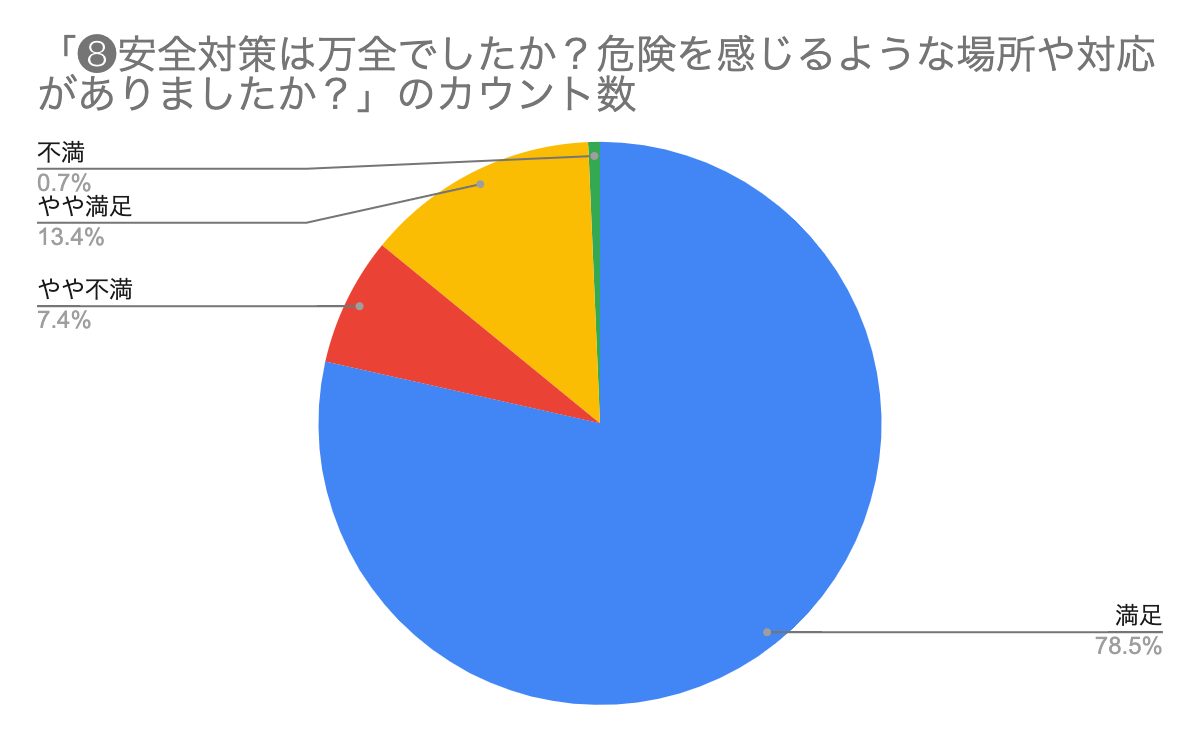 「❽安全対策は万全でしたか？危険を感じるような場所や対応
がありましたか？」のカウント数
不満
0.7%
やや満足
13.4%
やや不満
7.4%
満足
78.5%